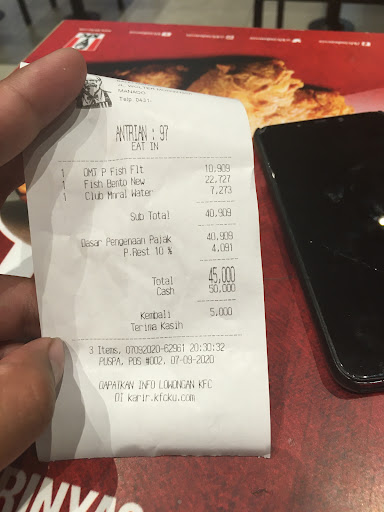 MANADO
Telp. 0431.
ANTRIAN : 97
EAT IN
1 OMT P Fish Flt 10,909
1 Fish Bento New 22,727
1 Club Mnral Water 7,273
Sub Total 40,909
Dasar Pengenaan Pajak 40,909
P.Rest 10 % 4,091
Total 45,000
Cash 50,000
Kembali 5,000
Terima Kasih
3 Items, 07092020-62961 20:30:32
PUSPA, POS #002, 07-09-2020
DAPATKAN INFO LOWONGAN KFC
Di karir.kfcku.com